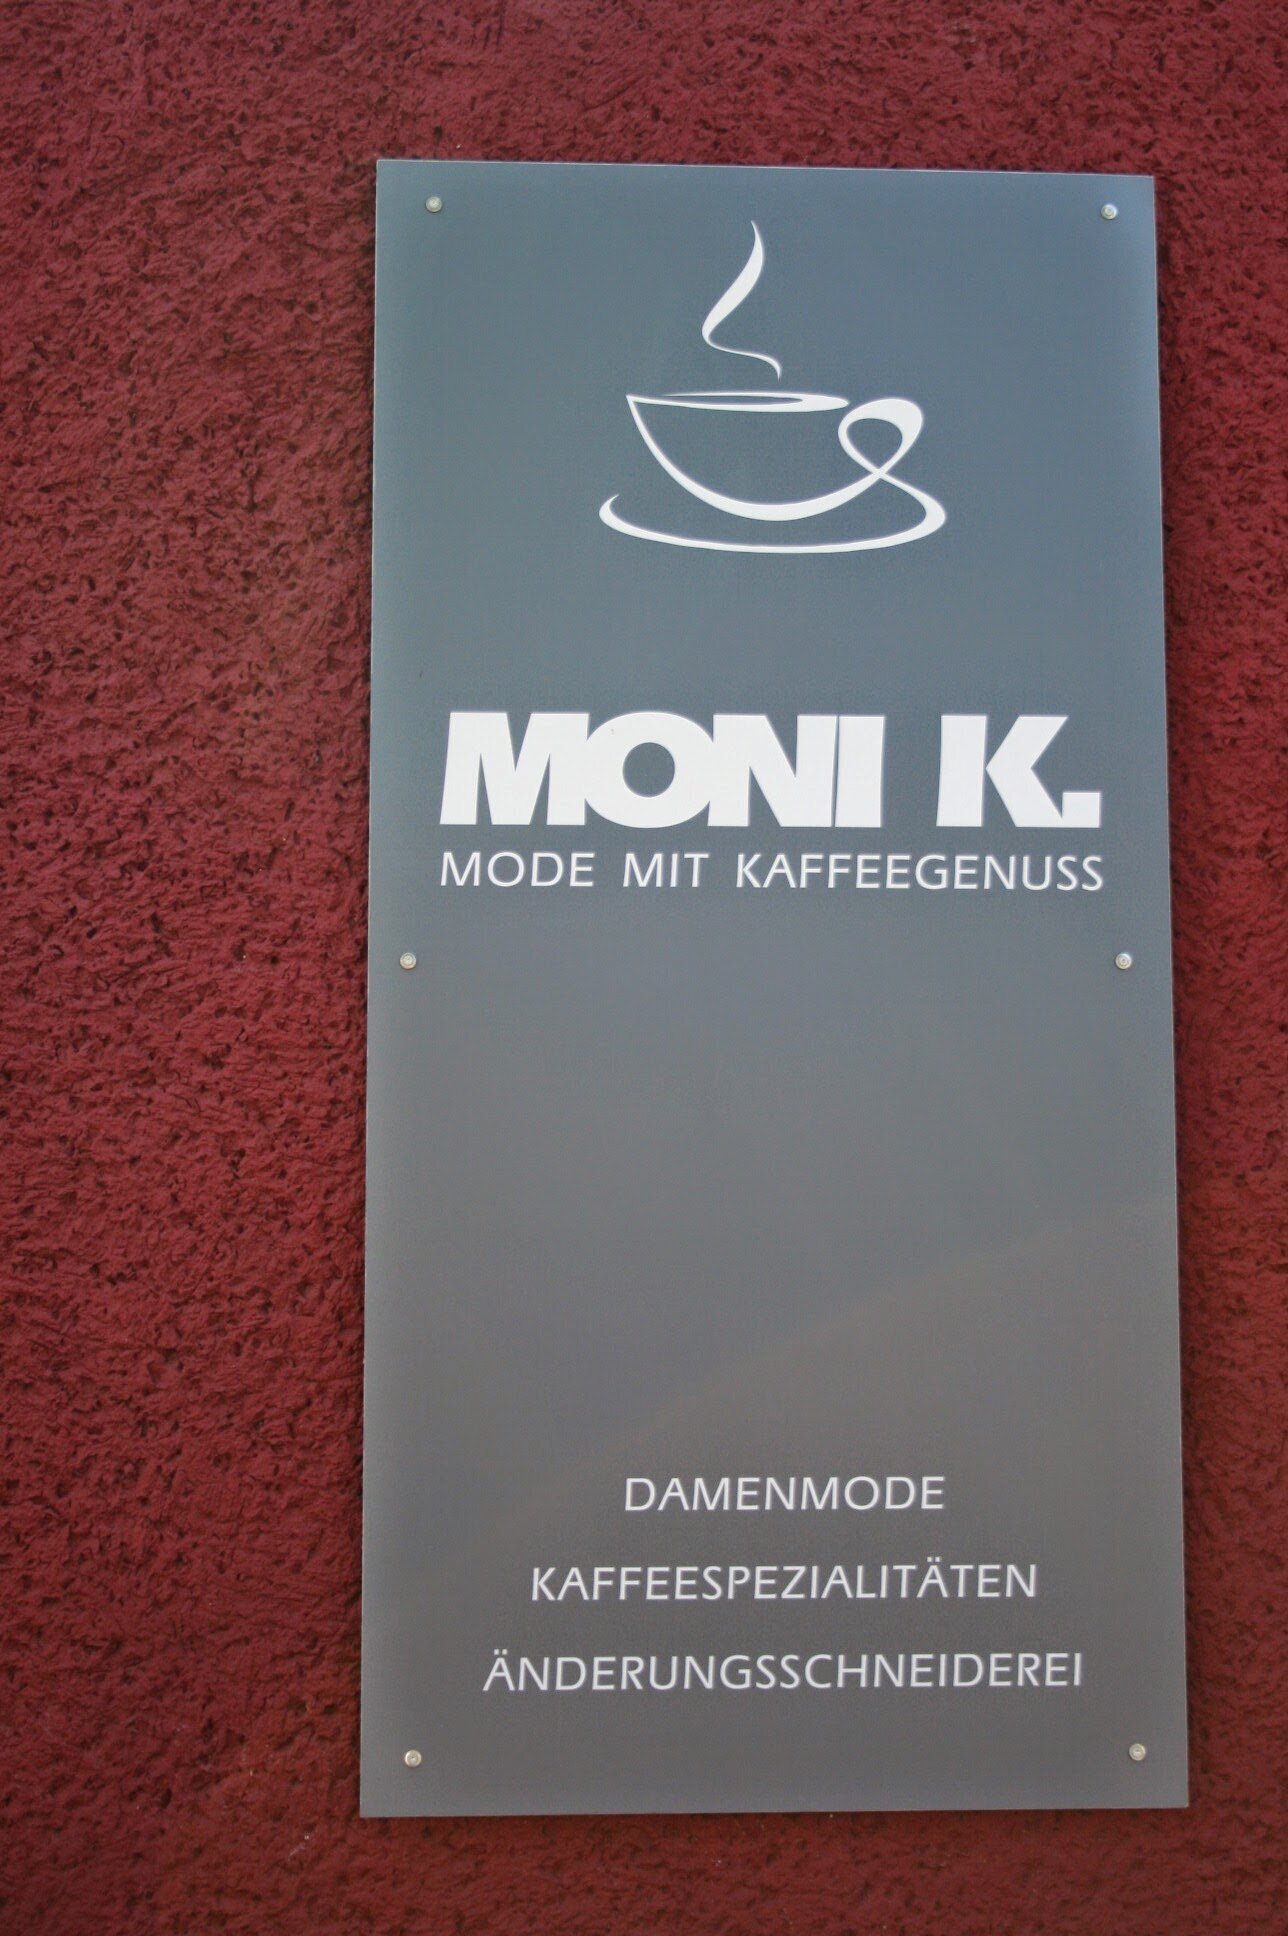 MONI K.
MODE MIT KAFFEEGENUSS
DAMENMODE
KAFFEESPEZIALITÄTEN
ÄNDERUNGSSCHNEIDEREI